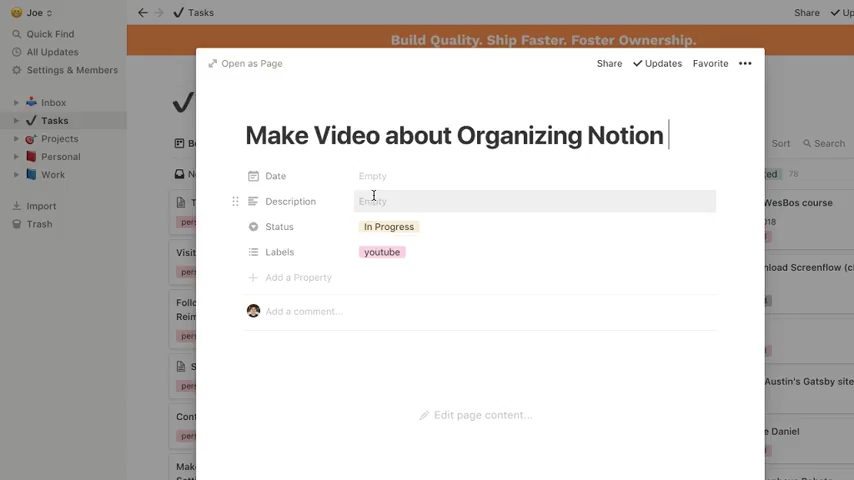 Joe
Quick Find
All Updates
Settings & Members
Inbox
Tasks
Projects
Personal
Work
Import
Trash
Tasks
Share
Build Quality. Ship Faster. Foster Ownership.
Open as Page
Share
Updates
Favorite
Make Video about Organizing Notion
Date
Empty
Description
Empty
Status
In Progress
Labels
youtube
Add a Property
Add a comment...
Edit page content...
Sort
Search
78
WesBos course
018
Austin's Gatsby site
Daniel
Visit